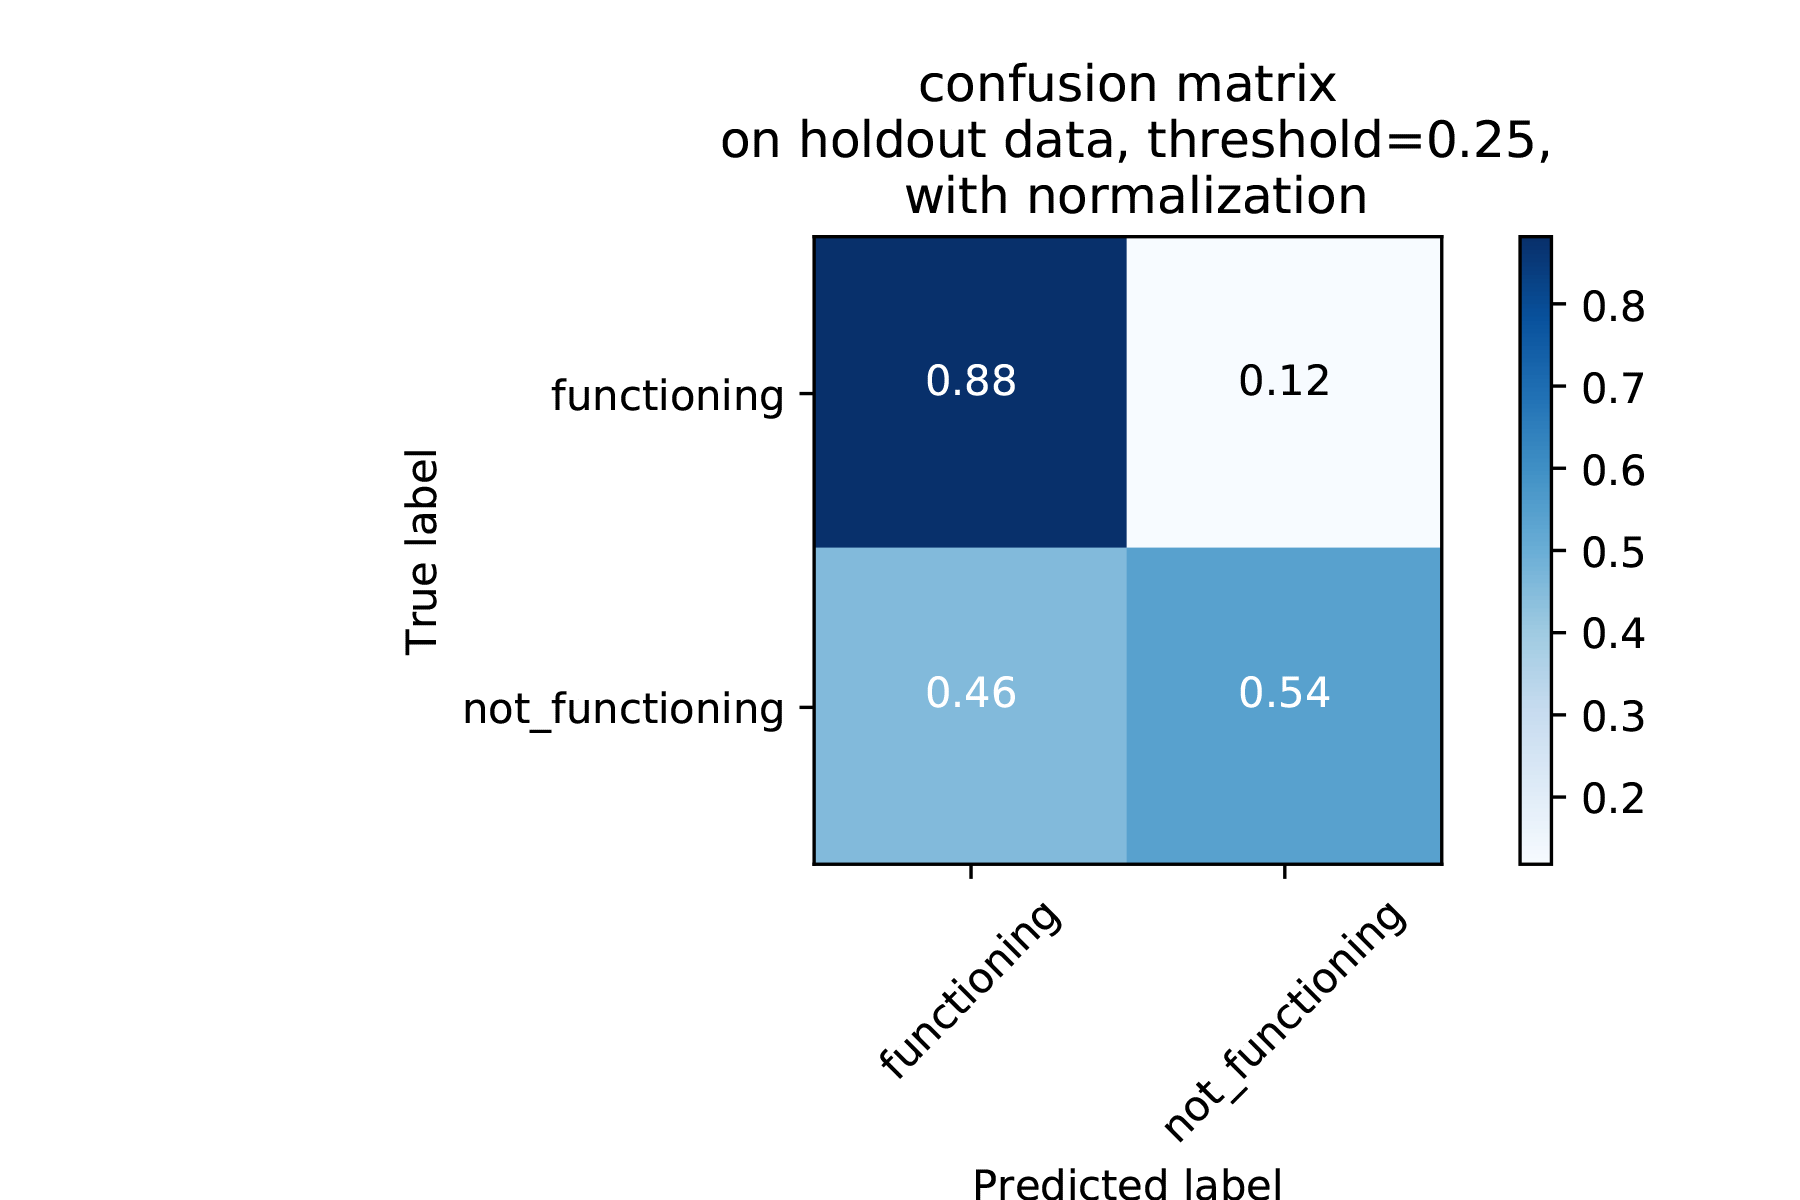 confusion matrix
on holdout data, threshold=0.25,
with normalization
functioning
0.88
0.12
not_functioning
0.46
0.54
True label
functioning
not_functioning
Predicted label
0.8
0.7
0.6
0.5
0.4
0.3
0.2